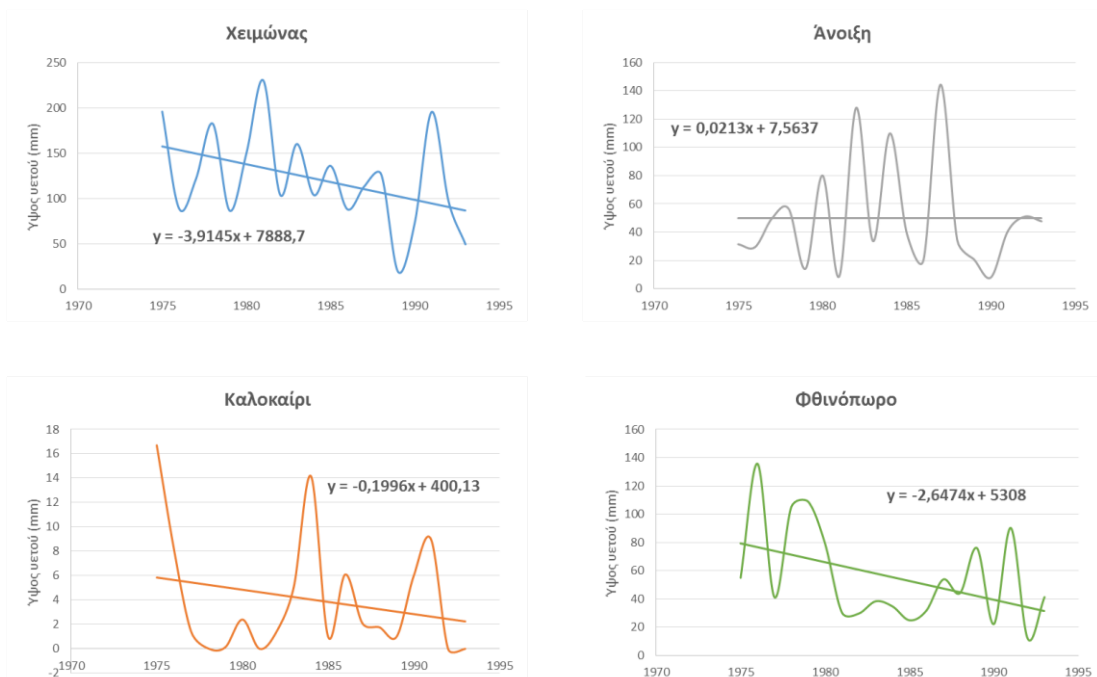 Χειμώνας
Ύψος υετού (mm)
250
200
150
100
50
0
y = -3,9145x + 7888,7
1970 1975 1980 1985 1990 1995
Άνοιξη
Ύψος υετού (mm)
160
140
120
100
80
60
40
20
0
y = 0,0213x + 7,5637
1970 1975 1980 1985 1990 1995
Καλοκαίρι
Ύψος υετού (mm)
18
16
14
12
10
8
6
4
2
0
-2
y = -0,1996x + 400,13
1970 1975 1980 1985 1990 1995
Φθινόπωρο
Ύψος υετού (mm)
160
140
120
100
80
60
40
20
0
y = -2,6474x + 5308
1970 1975 1980 1985 1990 1995